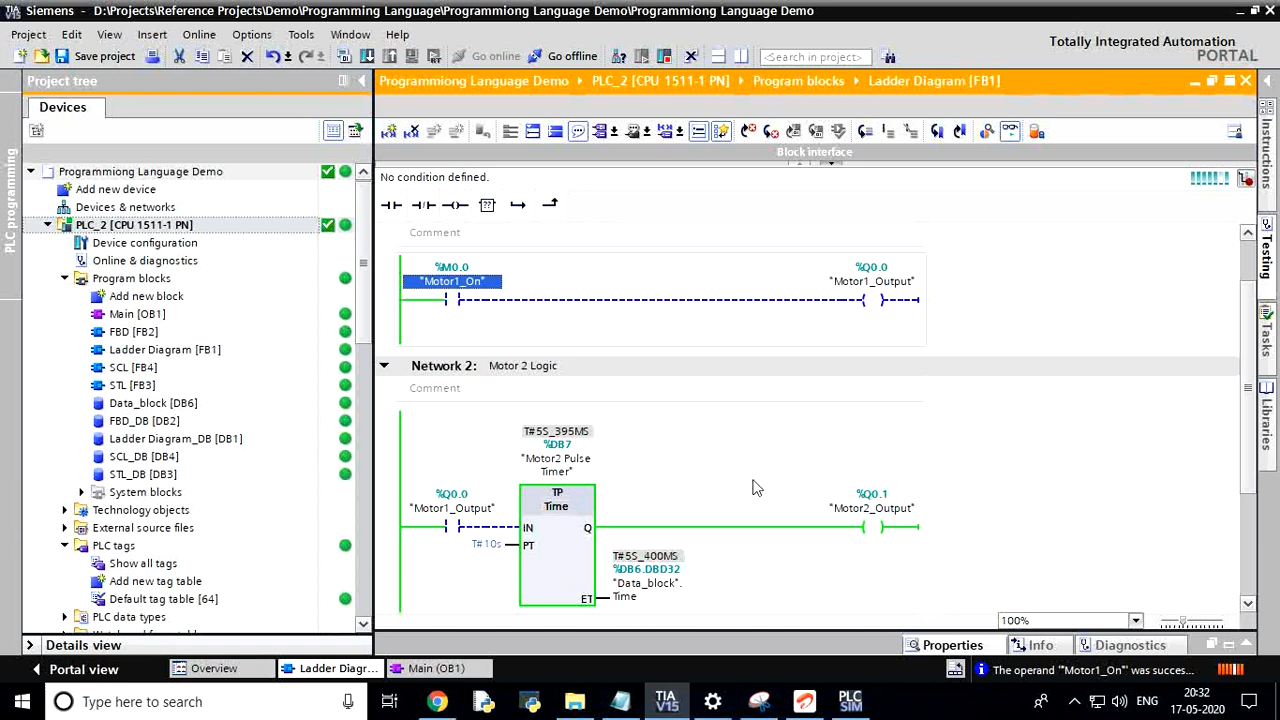 Siemens - D:\Projects\Reference Projects\Demo\Programming Language\Programmiong Language Demo\Programmiong Language Demo
Project Edit View Insert Online Options Tools Window Help
Totally Integrated Automation
PORTAL
Save project
Go online
Go offline
<Search in project>
Project tree
Programmiong Language Demo PLC_2 [CPU 1511-1 PN] Program blocks Ladder Diagram [FB1]
Devices
PLC programming
Block interface
No condition defined.
Programmiong Language Demo
Add new device
Devices & networks
PLC_2 [CPU 1511-1 PN]
Device configuration
Online & diagnostics
Program blocks
Add new block
Main [OB1]
FBD [FB2]
Ladder Diagram [FB1]
SCL [FB4]
STL [FB3]
Data_block [DB6]
FBD_DB [DB2]
Ladder Diagram_DB [DB1]
SCL_DB [DB4]
STL_DB [DB3]
System blocks
Technology objects
External source files
PLC tags
Show all tags
Add new tag table
Default tag table [64]
PLC data types
Details view
??
Comment
%M0.0
"Motor1_On"
%Q0.0
"Motor1_Output"
Network 2: Motor 2 Logic
Comment
T#5S_395MS
%DB7
"Motor2 Pulse
Timer"
TP
Time
%Q0.0
"Motor1_Output"
IN
Q
T#10s
PT
ET
%Q0.1
"Motor2_Output"
T#5S_400MS
%DB6.DBD32
"Data_block".
Time
100%
Instructions
Testing
Tasks
Libraries
Properties
Info
Diagnostics
Portal view
Overview
Ladder Diagr...
Main (OB1)
The operand '"Motor1_On"' was succes...
Type here to search
TIA
V15
PLC
SIM
ENG
20:32
17-05-2020